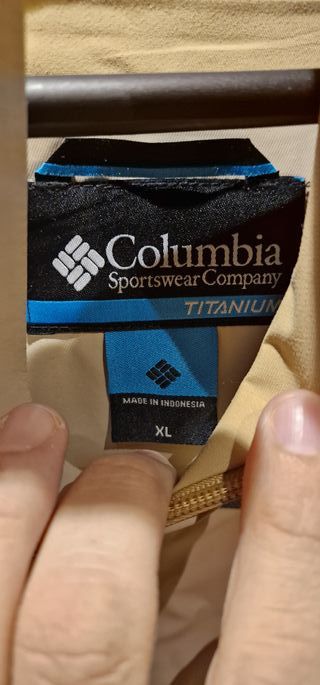 Columbia
Sportswear Company
TITANIUM
MADE IN INDONESIA
XL